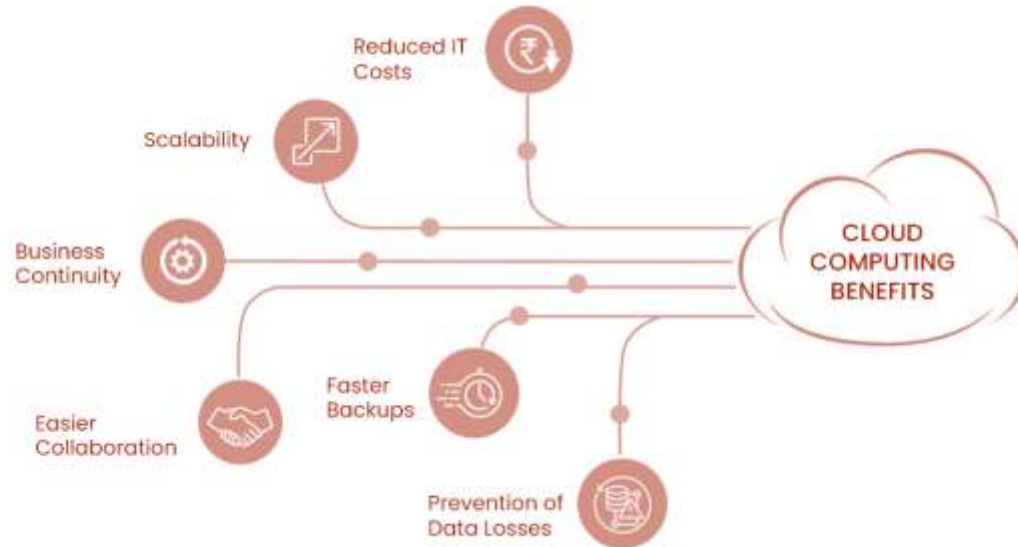 Reduced IT
Costs
Scalability
Business
Continuity
CLOUD
COMPUTING
BENEFITS
Faster
Backups
Easier
Collaboration
Prevention of
Data Losses